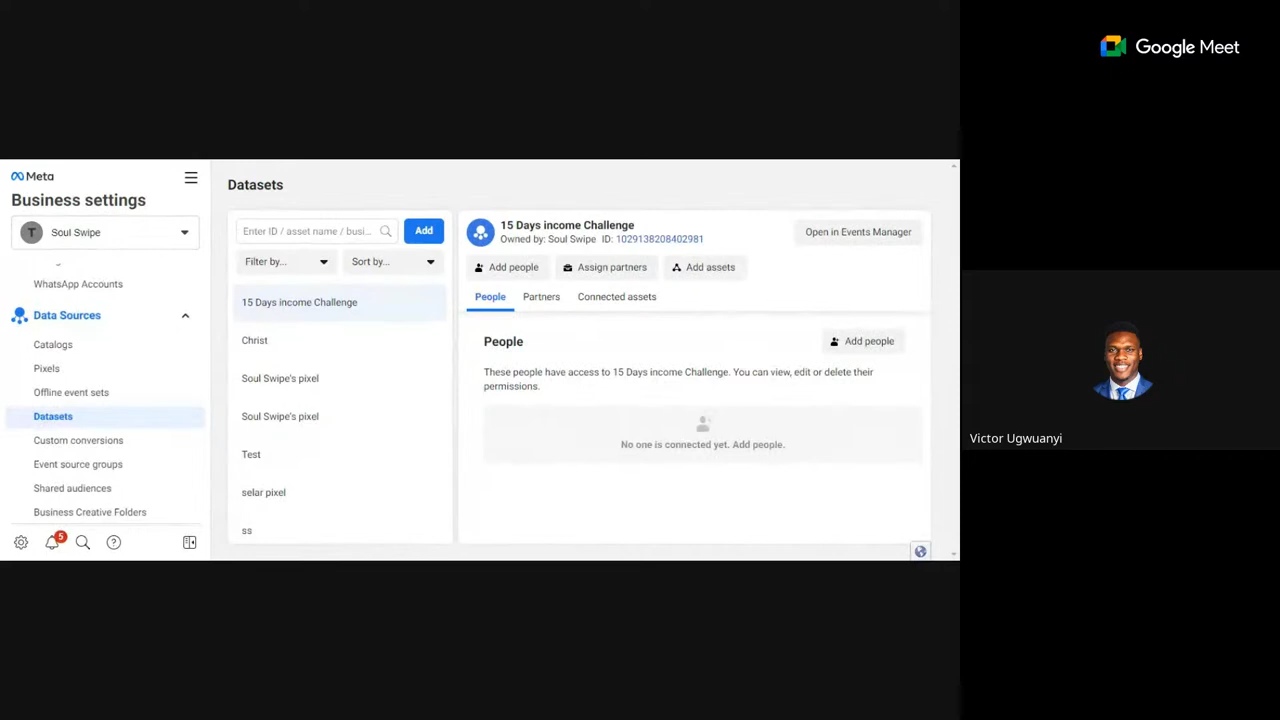 Google Meet
Meta
Business settings
T Soul Swipe
WhatsApp Accounts
Data Sources
Catalogs
Pixels
Offline event sets
Datasets
Custom conversions
Event source groups
Shared audiences
Business Creative Folders
5
Datasets
Enter ID / asset name / busi...
Add
Filter by...
Sort by...
15 Days income Challenge
Christ
Soul Swipe's pixel
Soul Swipe's pixel
Test
selar pixel
ss
15 Days income Challenge
Owned by: Soul Swipe ID: 1029138208402981
Open in Events Manager
Add people
Assign partners
Add assets
People
Partners
Connected assets
People
Add people
These people have access to 15 Days income Challenge. You can view, edit or delete their
permissions.
No one is connected yet. Add people.
Victor Ugwuanyi